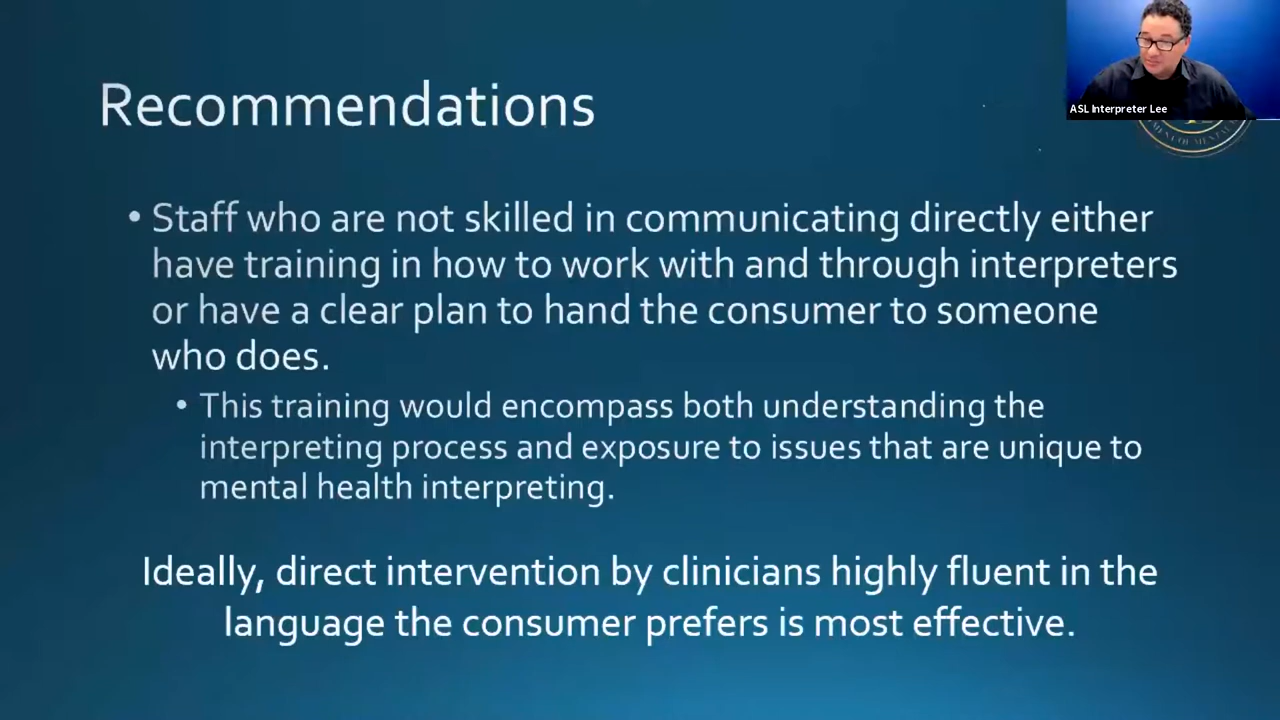 ASL Interpreter Lee
Recommendations
• Staff who are not skilled in communicating directly either
have training in how to work with and through interpreters
or have a clear plan to hand the consumer to someone
who does.
• This training would encompass both understanding the
interpreting process and exposure to issues that are unique to
mental health interpreting.
Ideally, direct intervention by clinicians highly fluent in the
language the consumer prefers is most effective.